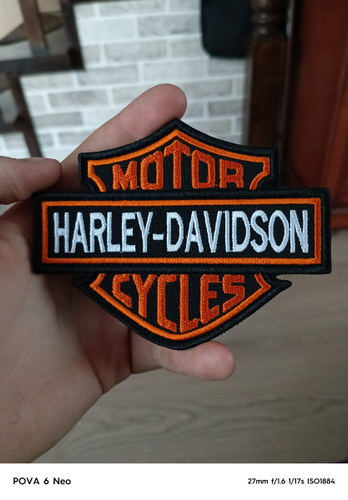 MOTOR
HARLEY-DAVIDSON
CYCLES
POVA 6 Neo
27mm f/1.6 1/17s ISO1884